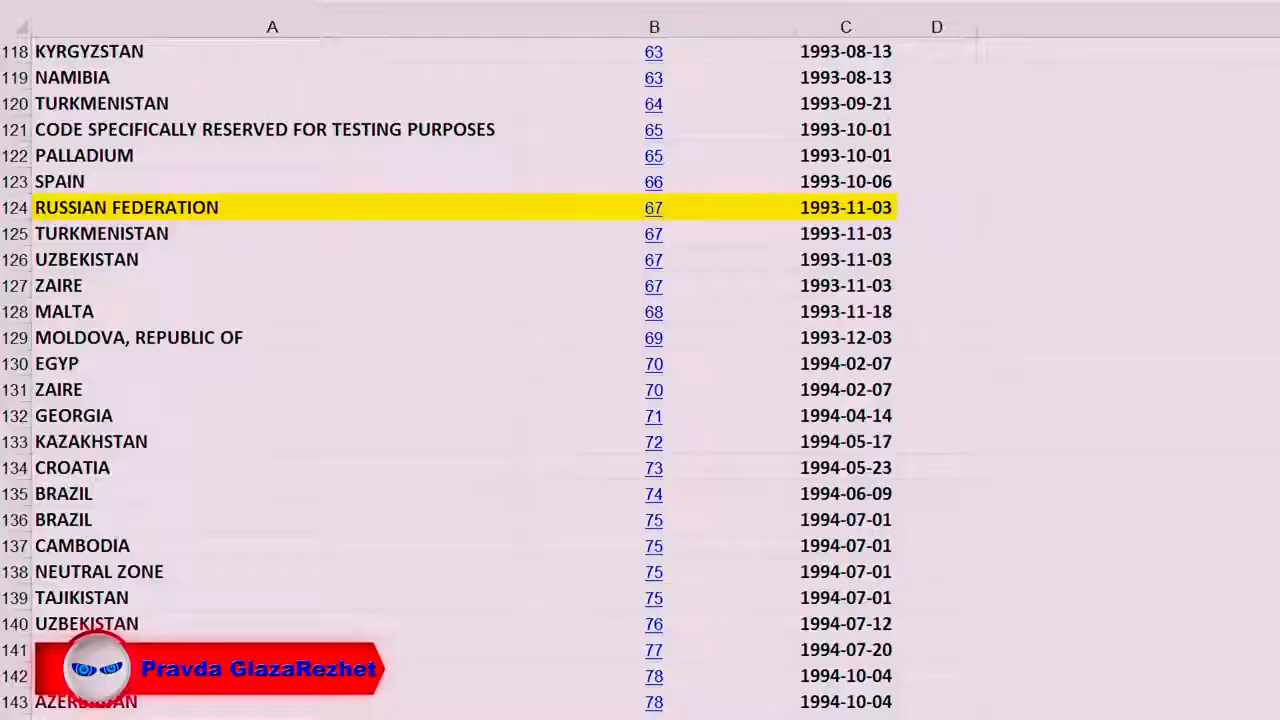 A B C D
118 KYRGYZSTAN 63 1993-08-13
119 NAMIBIA 63 1993-08-13
120 TURKMENISTAN 64 1993-09-21
121 CODE SPECIFICALLY RESERVED FOR TESTING PURPOSES 65 1993-10-01
122 PALLADIUM 65 1993-10-01
123 SPAIN 66 1993-10-06
124 RUSSIAN FEDERATION 67 1993-11-03
125 TURKMENISTAN 67 1993-11-03
126 UZBEKISTAN 67 1993-11-03
127 ZAIRE 67 1993-11-03
128 MALTA 68 1993-11-18
129 MOLDOVA, REPUBLIC OF 69 1993-12-03
130 EGYP 70 1994-02-07
131 ZAIRE 70 1994-02-07
132 GEORGIA 71 1994-04-14
133 KAZAKHSTAN 72 1994-05-17
134 CROATIA 73 1994-05-23
135 BRAZIL 74 1994-06-09
136 BRAZIL 75 1994-07-01
137 CAMBODIA 75 1994-07-01
138 NEUTRAL ZONE 75 1994-07-01
139 TAJIKISTAN 75 1994-07-01
140 UZBEKISTAN 76 1994-07-12
141 77 1994-07-20
Pravda GlazaRezhet
142 78 1994-10-04
143 AZERBAIJAN 78 1994-10-04